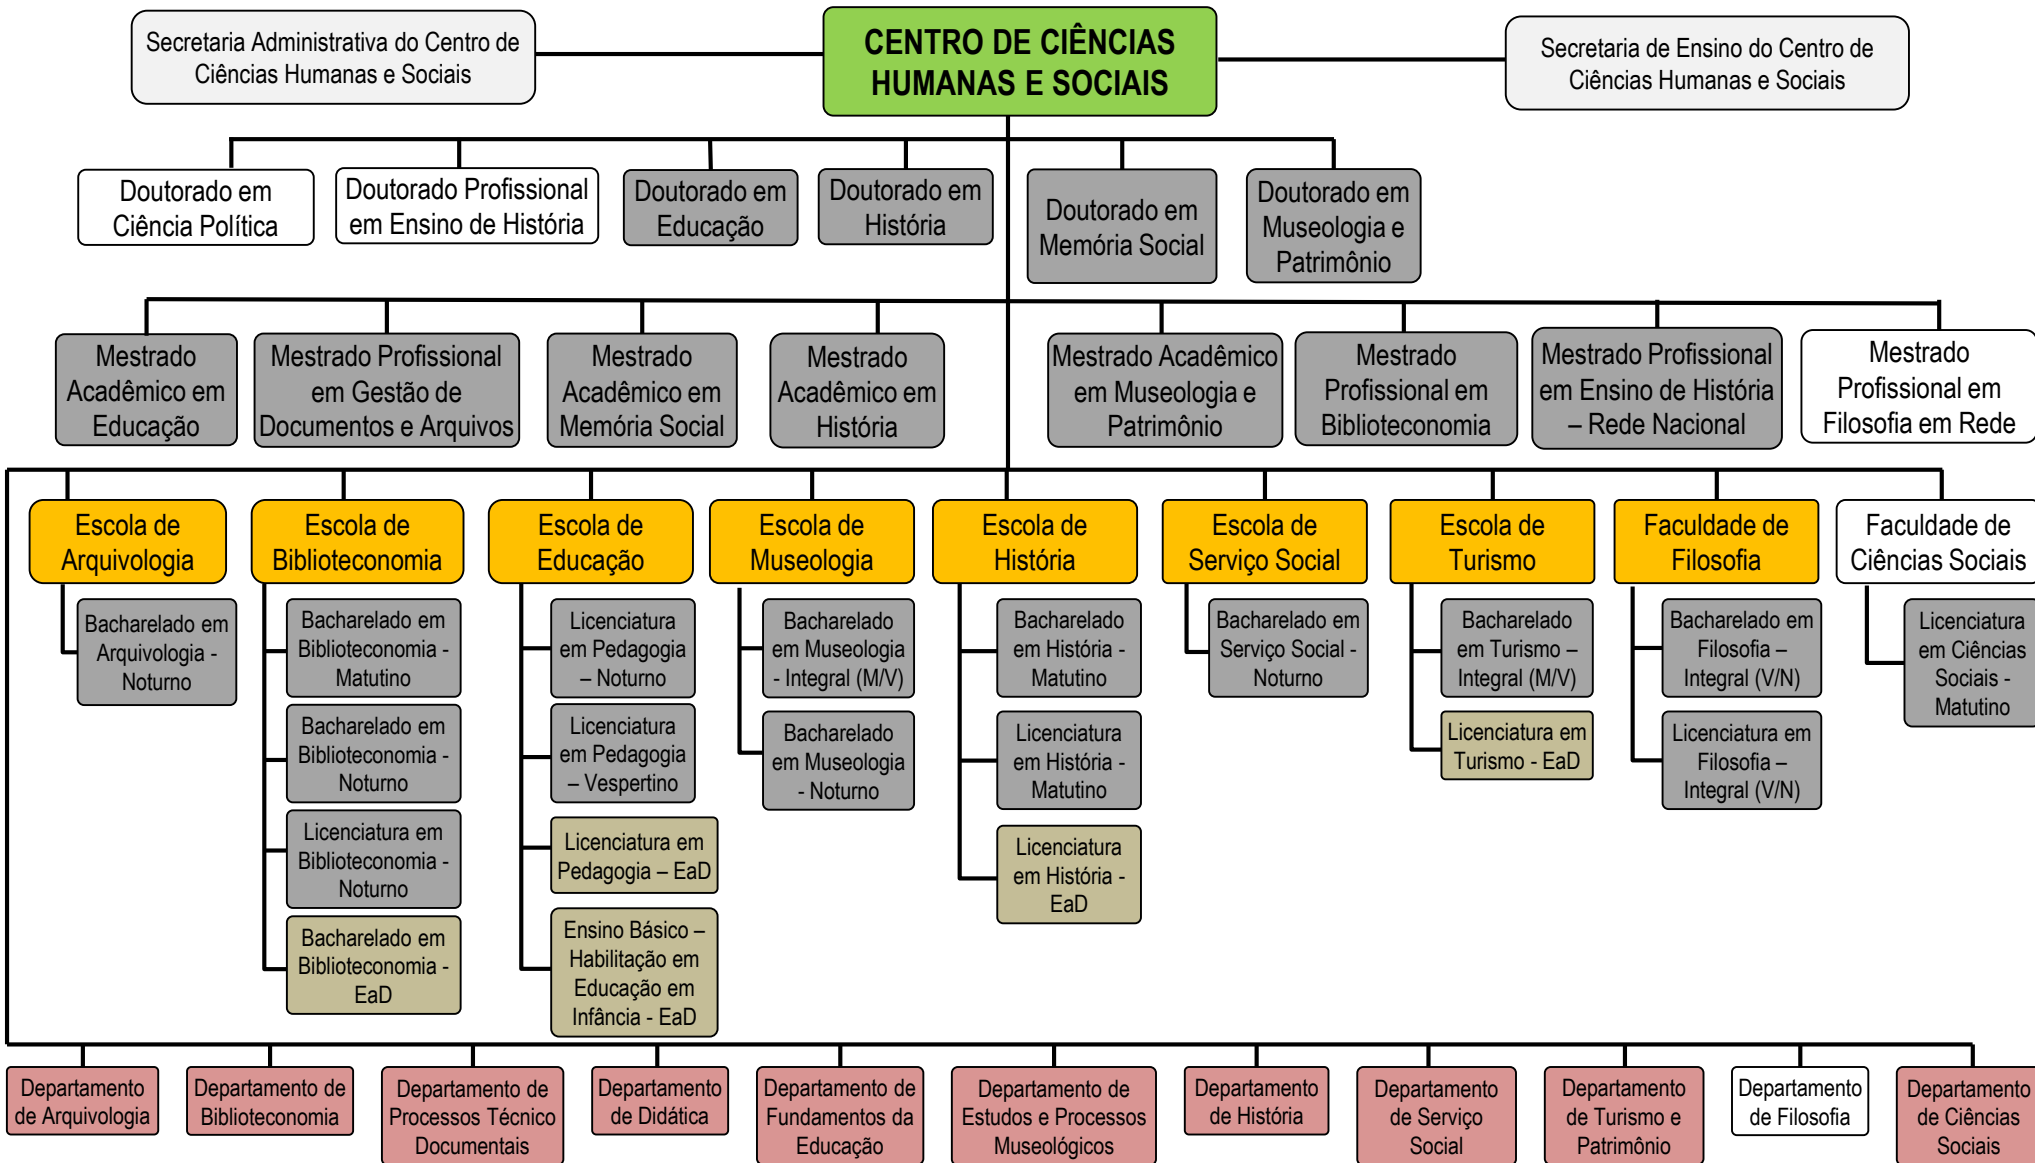 Secretaria Administrativa do Centro de
Ciências Humanas e Sociais
CENTRO DE CIÊNCIAS
HUMANAS E SOCIAIS
Secretaria de Ensino do Centro de
Ciências Humanas e Sociais
Doutorado em
Ciência Política
Doutorado Profissional
em Ensino de História
Doutorado em
Educação
Doutorado em
História
Doutorado em
Memória Social
Doutorado em
Museologia e
Patrimônio
Mestrado
Acadêmico em
Educação
Mestrado Profissional
em Gestão de
Documentos e Arquivos
Mestrado
Acadêmico em
Memória Social
Mestrado
Acadêmico em
História
Mestrado Acadêmico
em Museologia e
Patrimônio
Mestrado
Profissional em
Biblioteconomia
Mestrado Profissional
em Ensino de História
– Rede Nacional
Mestrado
Profissional em
Filosofia em Rede
Escola de
Arquivologia
Escola de
Biblioteconomia
Escola de
Educação
Escola de
Museologia
Escola de
História
Escola de
Serviço Social
Escola de
Turismo
Faculdade de
Filosofia
Faculdade de
Ciências Sociais
Bacharelado em
Arquivologia -
Noturno
Bacharelado em
Biblioteconomia -
Matutino
Bacharelado em
Biblioteconomia -
Noturno
Licenciatura em
Biblioteconomia -
Noturno
Bacharelado em
Biblioteconomia -
EaD
Licenciatura
em Pedagogia
– Noturno
Licenciatura
em Pedagogia
– Vespertino
Licenciatura em
Pedagogia – EaD
Ensino Básico –
Habilitação em
Educação em
Infância - EaD
Bacharelado
em Museologia
- Integral (M/V)
Bacharelado
em Museologia
- Noturno
Bacharelado
em História -
Matutino
Licenciatura
em História -
Matutino
Licenciatura
em História -
EaD
Bacharelado em
Serviço Social -
Noturno
Bacharelado
em Turismo –
Integral (M/V)
Licenciatura em
Turismo - EaD
Bacharelado em
Filosofia –
Integral (V/N)
Licenciatura em
Filosofia –
Integral (V/N)
Licenciatura
em Ciências
Sociais -
Matutino
Departamento
de Arquivologia
Departamento de
Biblioteconomia
Departamento de
Processos Técnico
Documentais
Departamento
de Didática
Departamento de
Fundamentos da
Educação
Departamento de
Estudos e Processos
Museológicos
Departamento
de História
Departamento
de Serviço
Social
Departamento
de Turismo e
Patrimônio
Departamento
de Filosofia
Departamento
de Ciências
Sociais